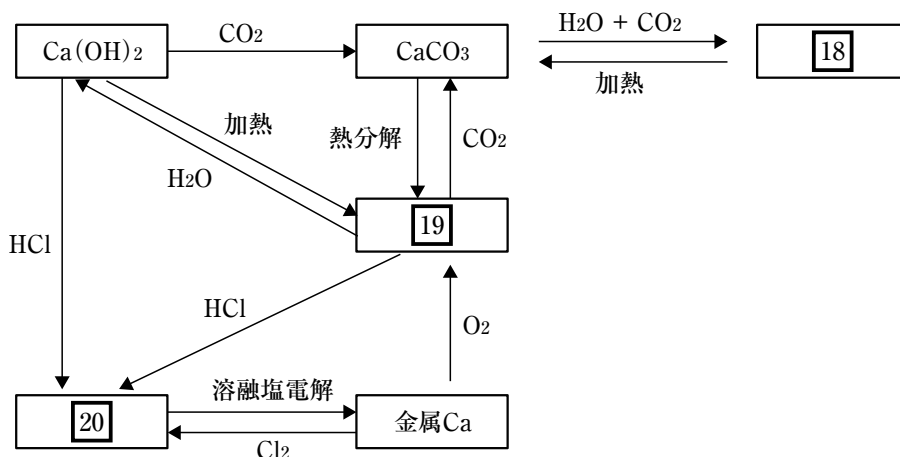 Ca(OH)2
CO2
CaCO3
H2O + CO2
加熱
18
加熱
H2O
熱分解
CO2
19
HCl
HCl
O2
20
溶融塩電解
Cl2
金属Ca